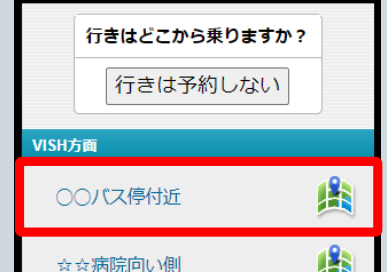 行きはどこから乗りますか？
行きは予約しない
VISH方面
○○バス停付近
☆☆病院向い側